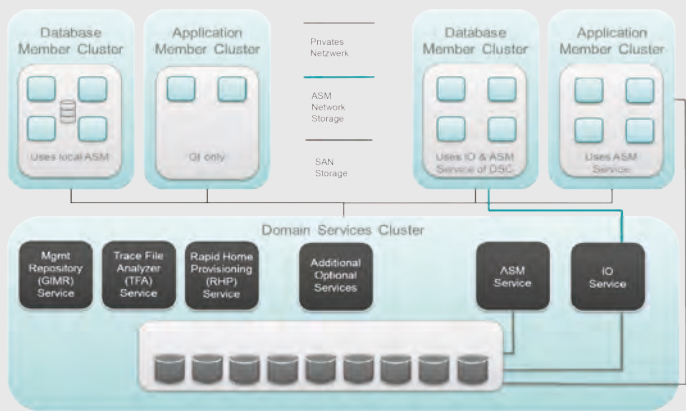 Database
Member Cluster
Uses local ASM
Application
Member Cluster
GI only
Privates
Netzwerk
ASM
Network
Storage
SAN
Storage
Database
Member Cluster
Uses IO & ASM
Service of DSC
Application
Member Cluster
Uses ASM
Service
Domain Services Cluster
Mgmt
Repository
(GIMR)
Service
Trace File
Analyzer
(TFA)
Service
Rapid Home
Provisioning
(RHP)
Service
Additional
Optional
Services
ASM
Service
IO
Service